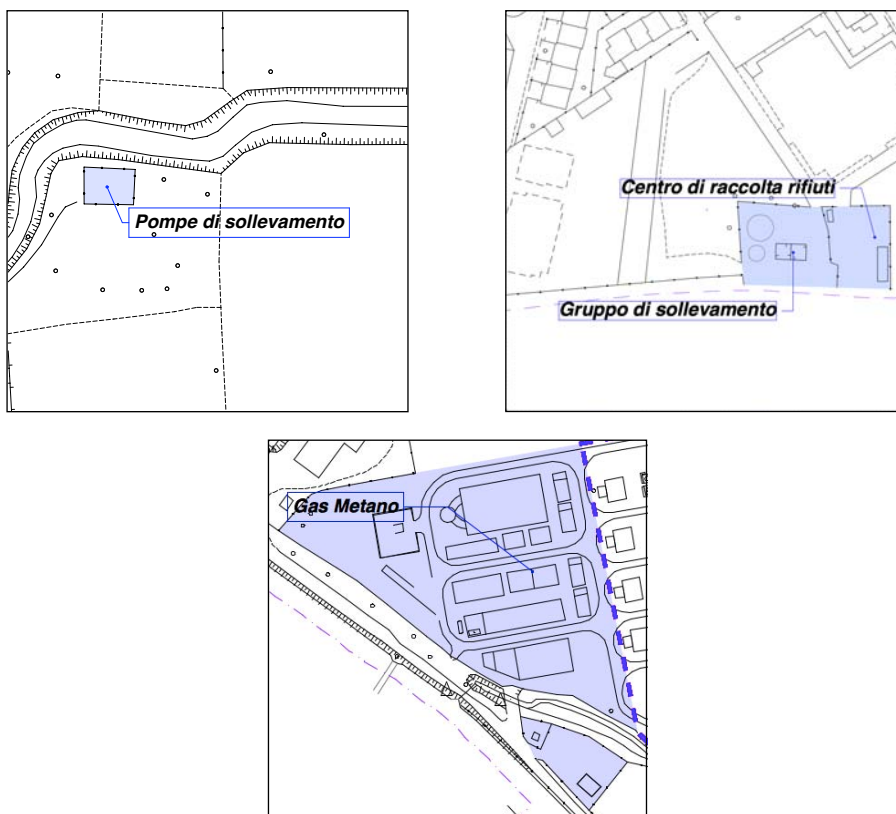 Pompe di sollevamento
Centro di raccolta rifiuti
Gruppo di sollevamento
Gas Metano